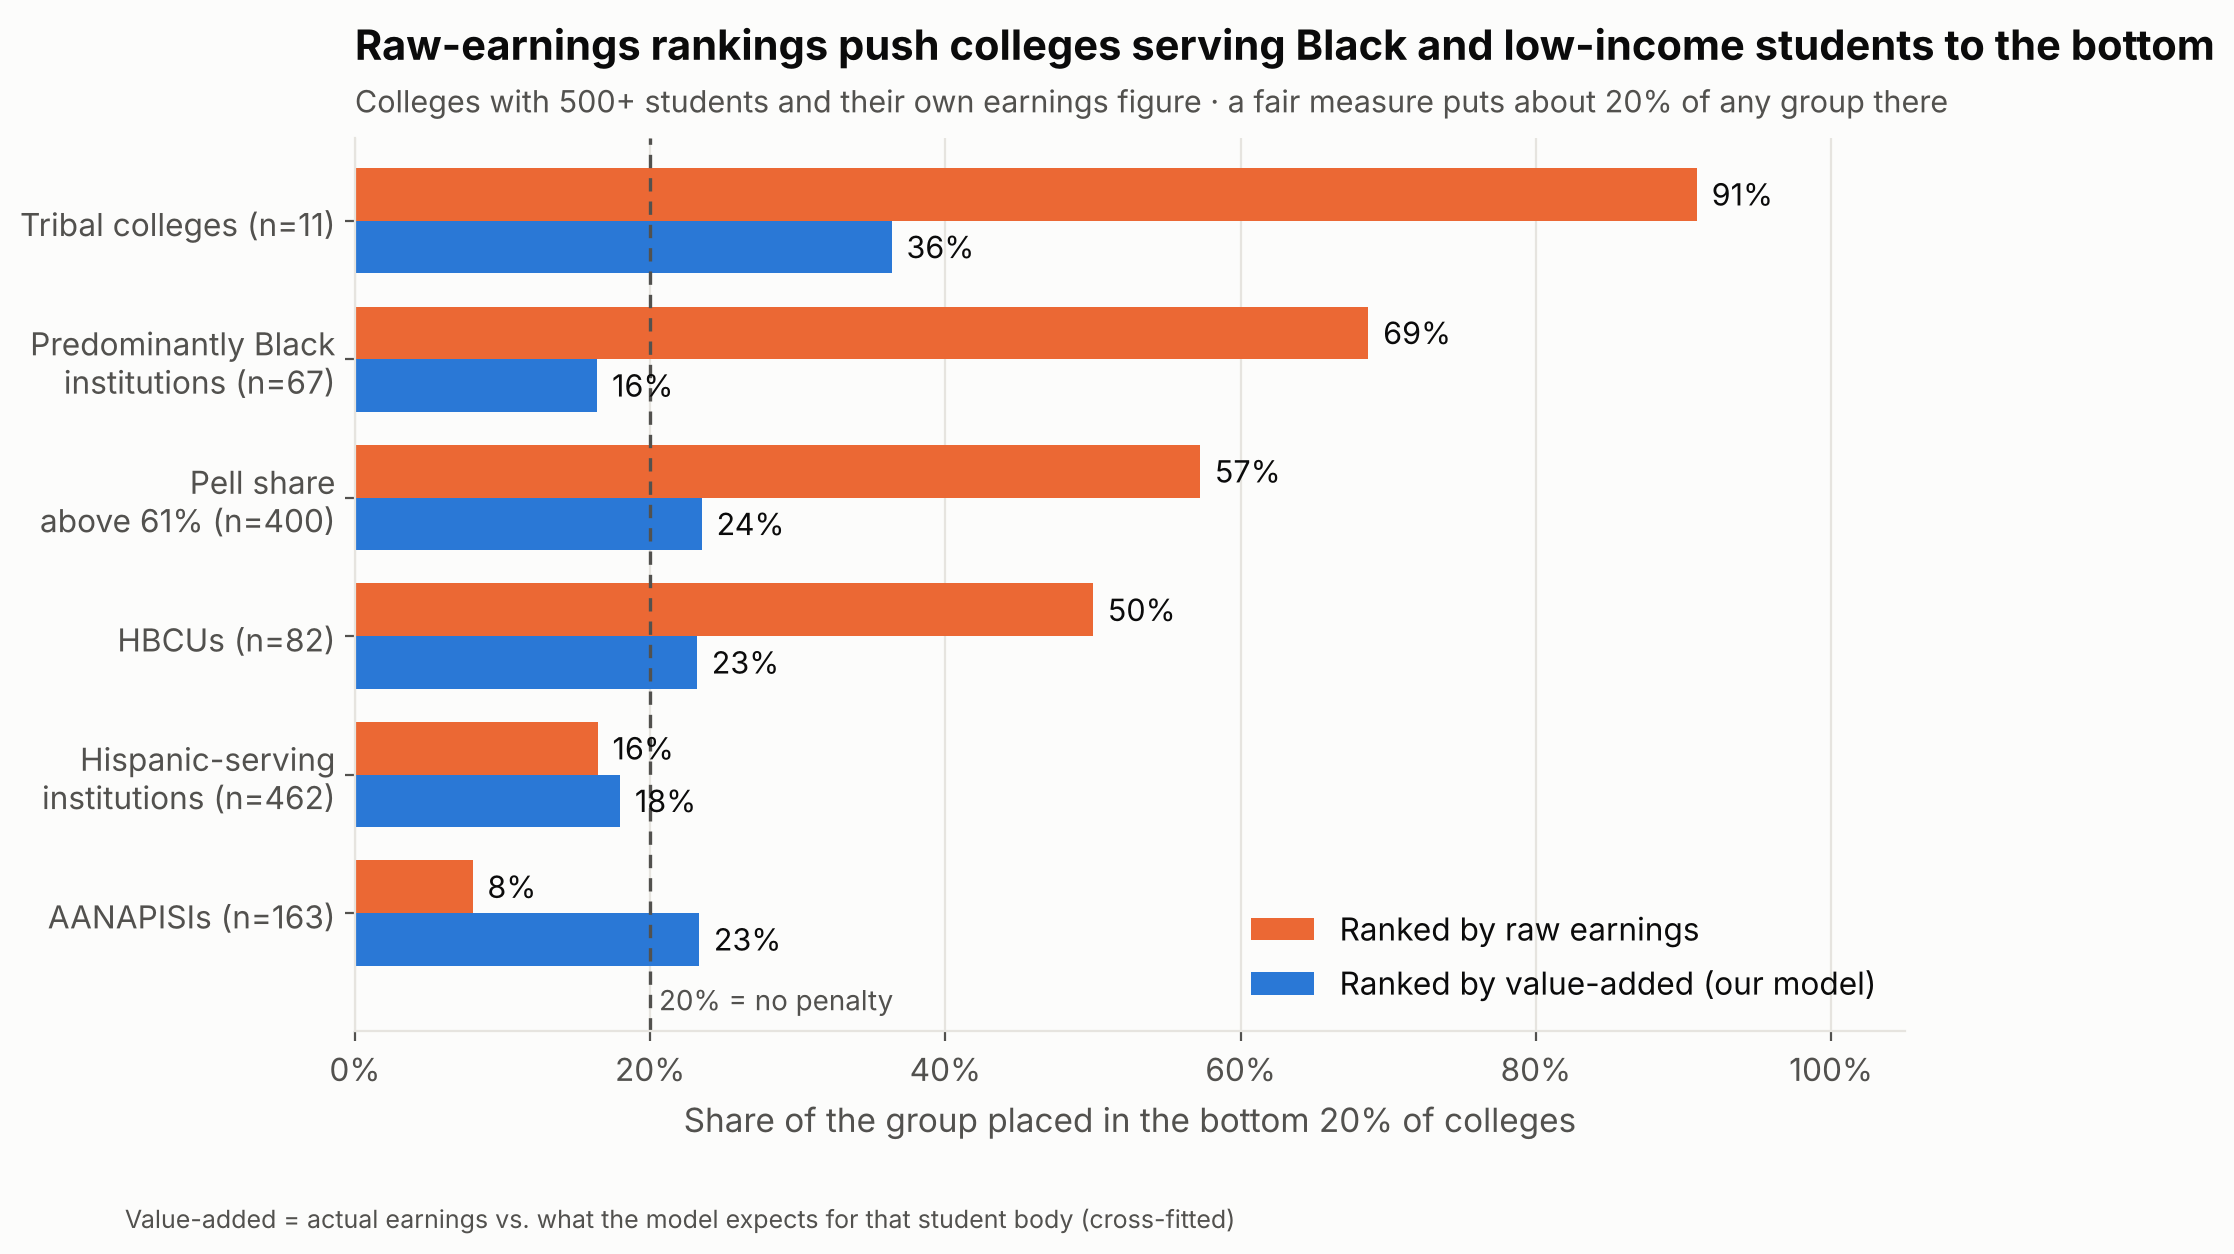 Raw-earnings rankings push colleges serving Black and low-income students to the bottom
Colleges with 500+ students and their own earnings figure · a fair measure puts about 20% of any group there
Tribal colleges (n=11)
91%
36%
Predominantly Black
institutions (n=67)
69%
16%
Pell share
above 61% (n=400)
57%
24%
HBCUs (n=82)
50%
23%
Hispanic-serving
institutions (n=462)
16%
18%
AANAPISIs (n=163)
8%
23%
Ranked by raw earnings
Ranked by value-added (our model)
20% = no penalty
0% 20% 40% 60% 80% 100%
Share of the group placed in the bottom 20% of colleges
Value-added = actual earnings vs. what the model expects for that student body (cross-fitted)